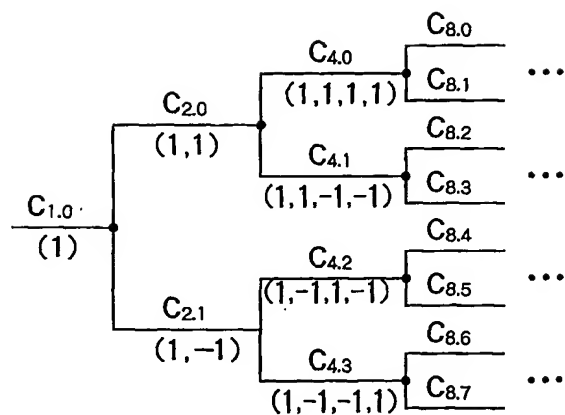 C1.0
(1)
C2.0
(1,1)
C2.1
(1,-1)
C4.0
(1,1,1,1)
C4.1
(1,1,-1,-1)
C4.2
(1,-1,1,-1)
C4.3
(1,-1,-1,1)
C8.0
C8.1
...
C8.2
C8.3
...
C8.4
C8.5
...
C8.6
C8.7
...